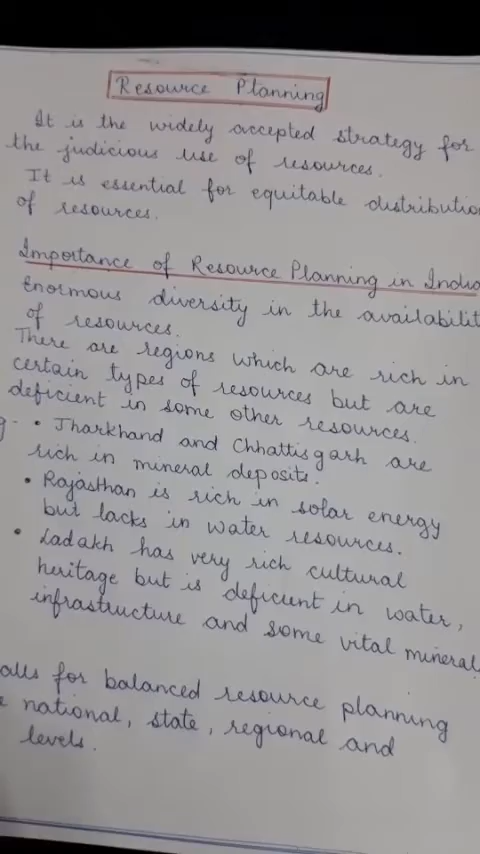 Resource Planning
It is the widely accepted strategy for
the judicious use of resources.
It is essential for equitable distributio
of resources.
Importance of Resource Planning in India
Enormous diversity in the availabilit
of resources.
There are regions which are rich in
certain types of resources but are
deficient in some other resources.
g- • Jharkhand and Chhattisgarh are
rich in mineral deposits.
• Rajasthan is rich in solar energy
but lacks in water resources.
• Ladakh has very rich cultural
heritage but is deficient in water,
infrastructure and some vital mineral
alls for balanced resource planning
e national, state, regional and
levels.